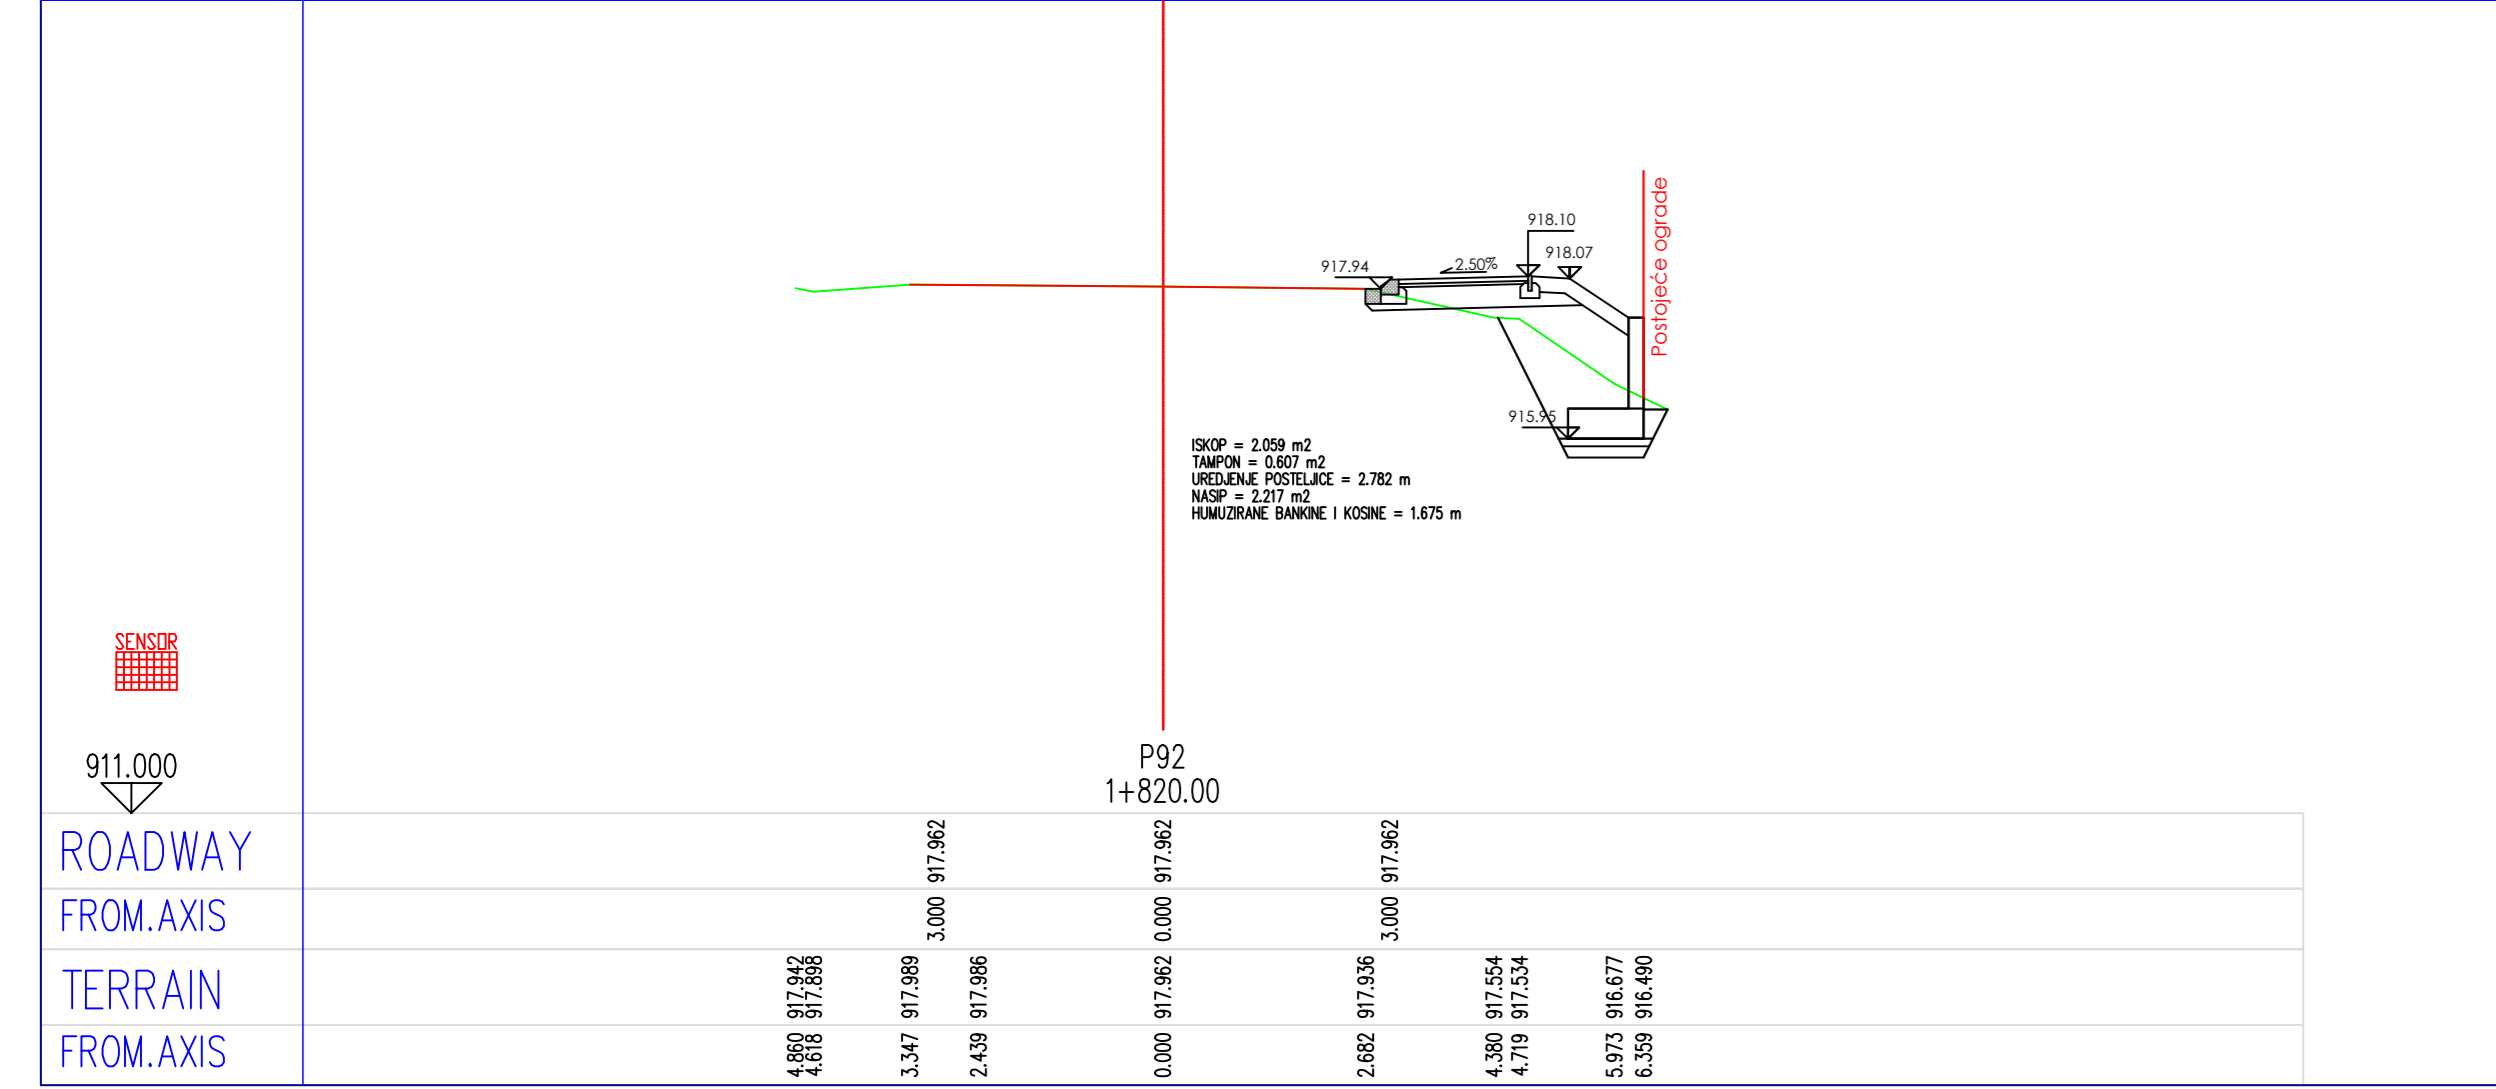 918.10
918.07
917.94
2.50%
Postojeće ograde
915.95
ISKOP = 2.059 m2
TAMPON = 0.607 m2
UREDJENJE POSTELJICE = 2.782 m
NASIP = 2.217 m2
HUMUZIRANE BANKINE I KOSINE = 1.675 m
SENSOR
911.000
P92
1+820.00
ROADWAY 917.962 917.962 917.962
FROM.AXIS 3.000 0.000 3.000
TERRAIN 917.942 917.898 917.989 917.986 917.962 917.936 917.554 917.534 916.677 916.490
FROM.AXIS 4.860 4.618 3.347 2.439 0.000 2.682 4.380 4.719 5.973 6.359